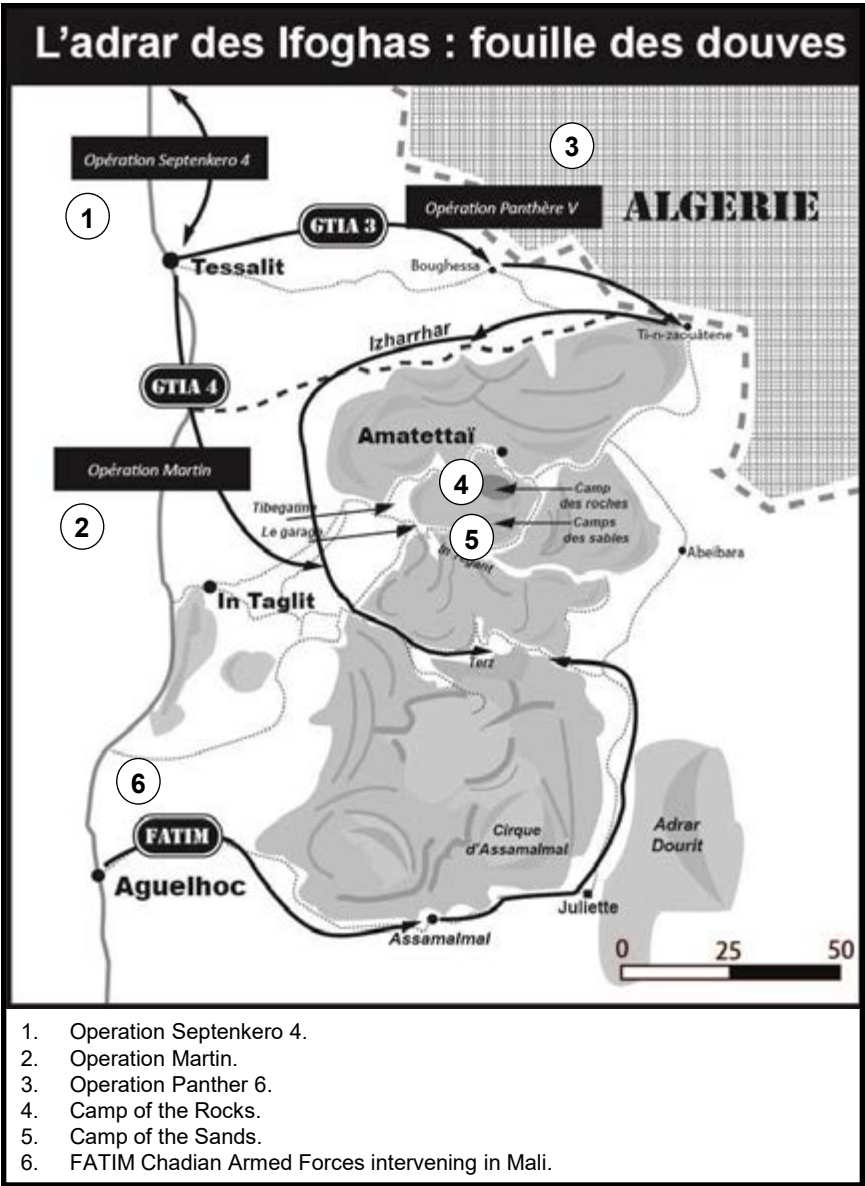 L'adrar des Ifoghas : fouille des douves
Opération Septenkero 4
3
1
GTIA 3
Opération Panthère V
ALGERIE
Tessalit
Boughessa
Izharrhar
Ti-n-zaouâtene
GTIA 4
Amatettaï
Opération Martin
4
Camp
des roches
Tibegatine
2
Le garage
5
Camps
des sables
Abeibara
In Taglit
Terz
6
FATIM
Cirque
d'Assamalmal
Adrar
Dourit
Aguelhoc
Juliette
Assamalmal
0 25 50
1. Operation Septenkero 4.
2. Operation Martin.
3. Operation Panther 6.
4. Camp of the Rocks.
5. Camp of the Sands.
6. FATIM Chadian Armed Forces intervening in Mali.